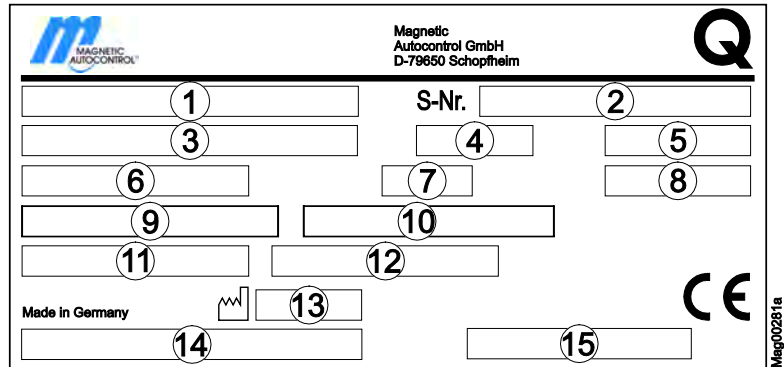 MAGNETIC
AUTOCONTROL®
Magnetic
Autocontrol GmbH
D-79650 Schopfheim
Q
1
S-Nr.
2
3
4
5
6
7
8
9
10
11
12
Made in Germany
13
CE
14
15
Mag00281a